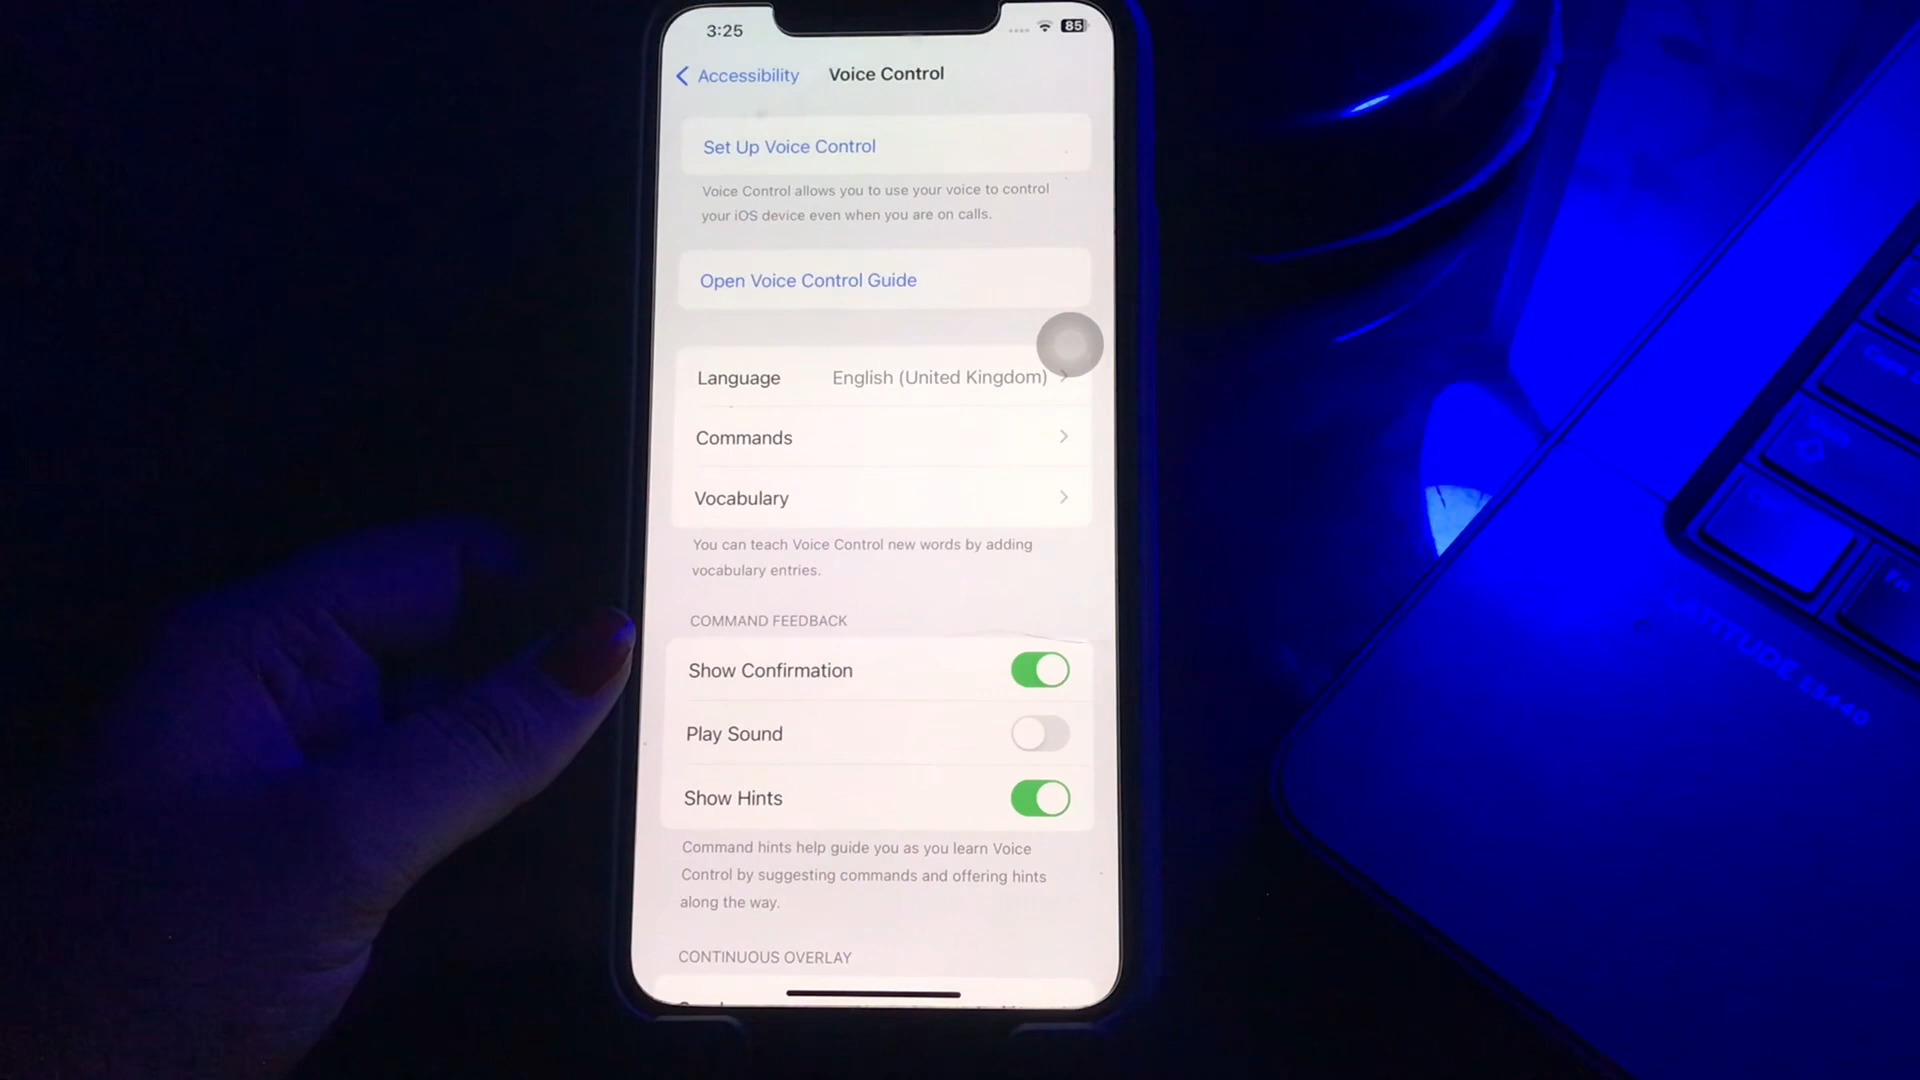 3:25
85
Accessibility
Voice Control
Set Up Voice Control
Voice Control allows you to use your voice to control
your iOS device even when you are on calls.
Open Voice Control Guide
Language English (United Kingdom)
Commands
Vocabulary
You can teach Voice Control new words by adding
vocabulary entries.
COMMAND FEEDBACK
Show Confirmation
Play Sound
Show Hints
Command hints help guide you as you learn Voice
Control by suggesting commands and offering hints
along the way.
CONTINUOUS OVERLAY
Fn
LATITUDE E5440